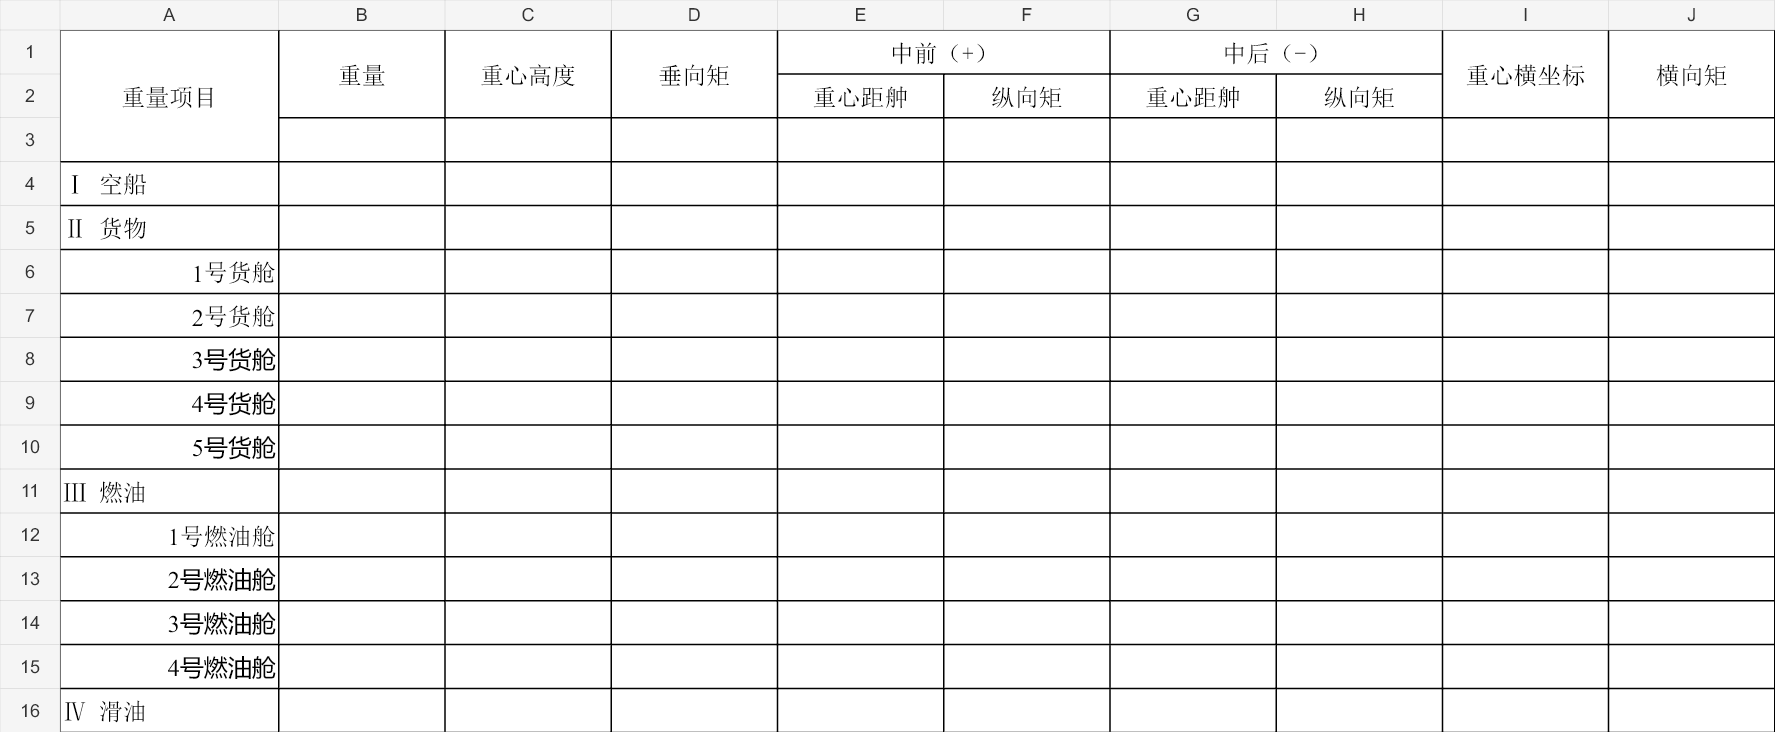 A B C D E F G H I J
1 重量项目 重量 重心高度 垂向矩 中前（+） 中后（−） 重心横坐标 横向矩
2 重心距舯 纵向矩 重心距舯 纵向矩
3
4 Ⅰ 空船
5 Ⅱ 货物
6 1号货舱
7 2号货舱
8 3号货舱
9 4号货舱
10 5号货舱
11 Ⅲ 燃油
12 1号燃油舱
13 2号燃油舱
14 3号燃油舱
15 4号燃油舱
16 Ⅳ 滑油